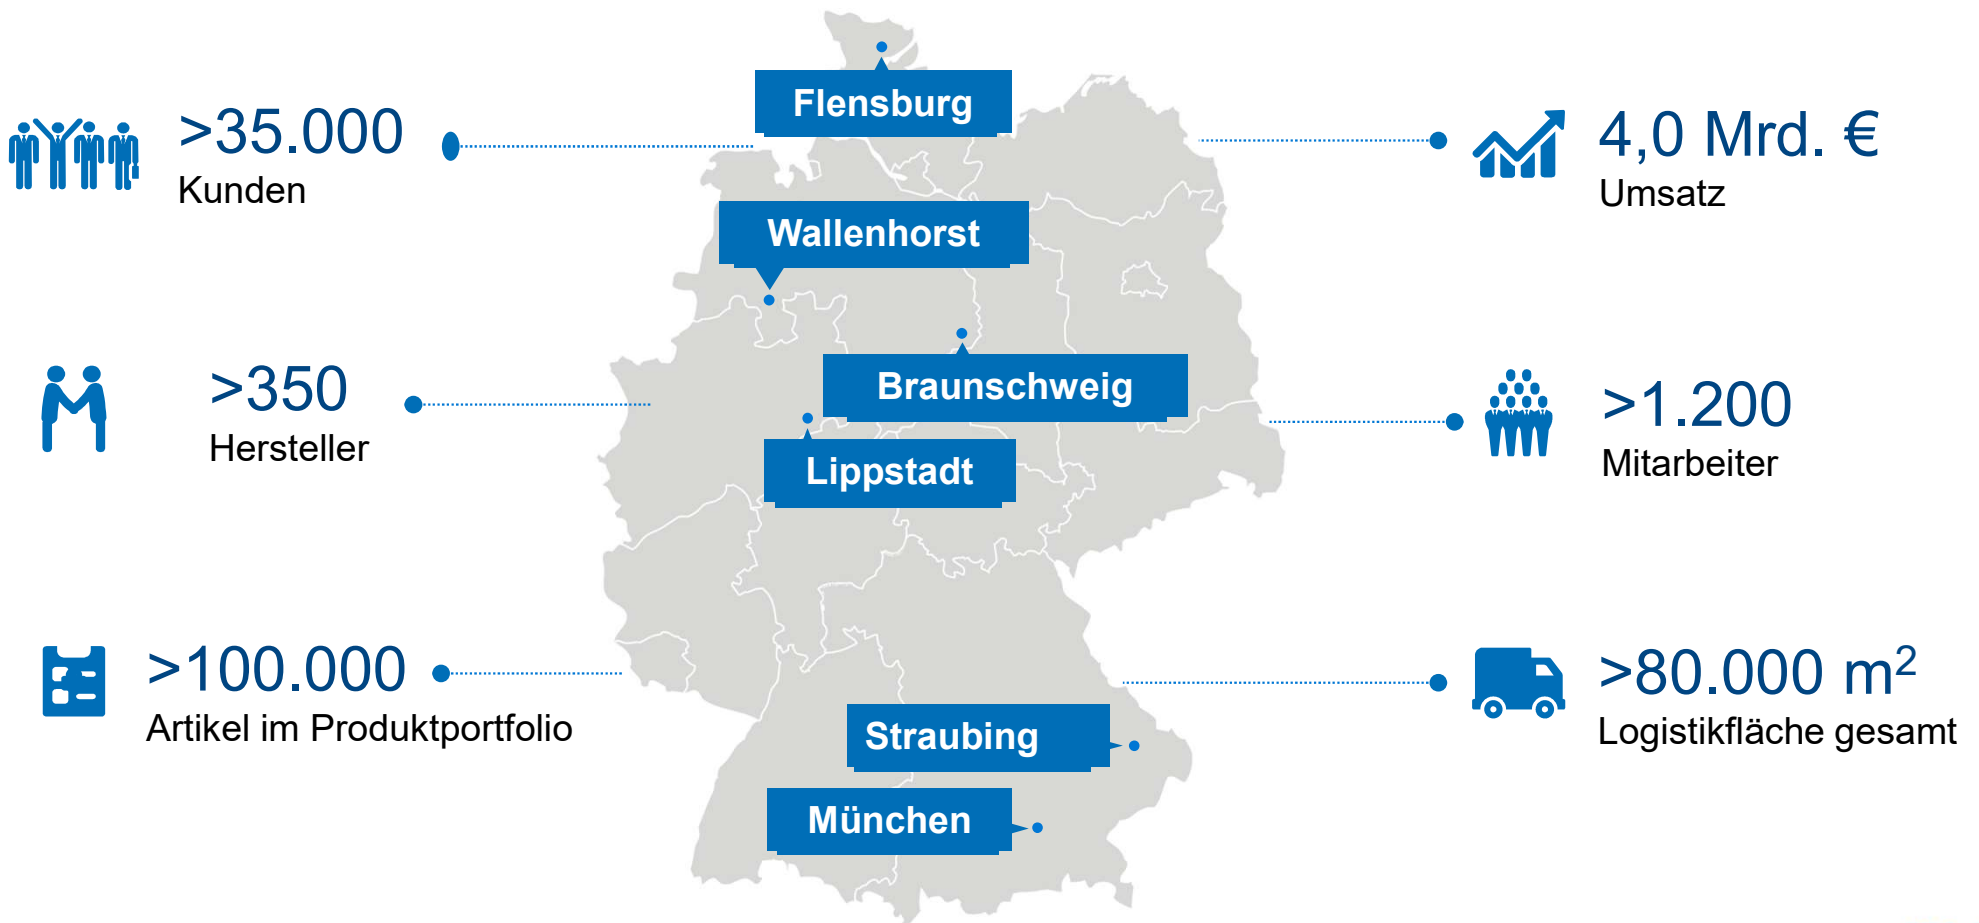 >35.000
Kunden
>350
Hersteller
>100.000
Artikel im Produktportfolio
Flensburg
Wallenhorst
Braunschweig
Lippstadt
Straubing
München
4,0 Mrd. €
Umsatz
>1.200
Mitarbeiter
>80.000 m²
Logistikfläche gesamt